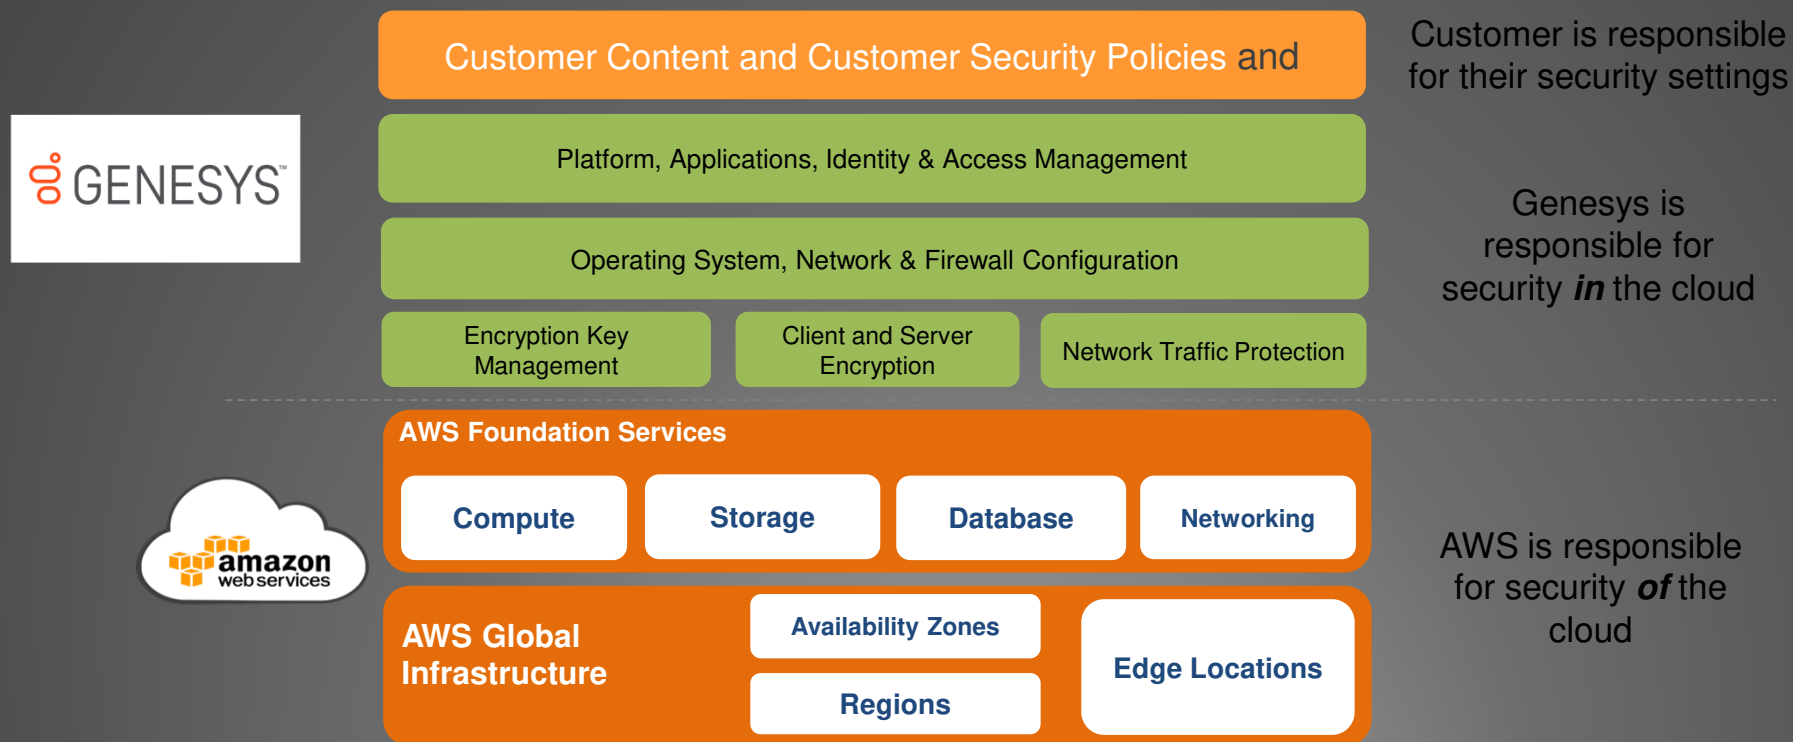 Customer Content and Customer Security Policies and
Customer is responsible
for their security settings
GENESYS™
Platform, Applications, Identity & Access Management
Operating System, Network & Firewall Configuration
Genesys is
responsible for
security in the cloud
Encryption Key
Management
Client and Server
Encryption
Network Traffic Protection
AWS Foundation Services
Compute
Storage
Database
Networking
amazon
webservices
AWS is responsible
for security of the
cloud
AWS Global
Infrastructure
Availability Zones
Regions
Edge Locations